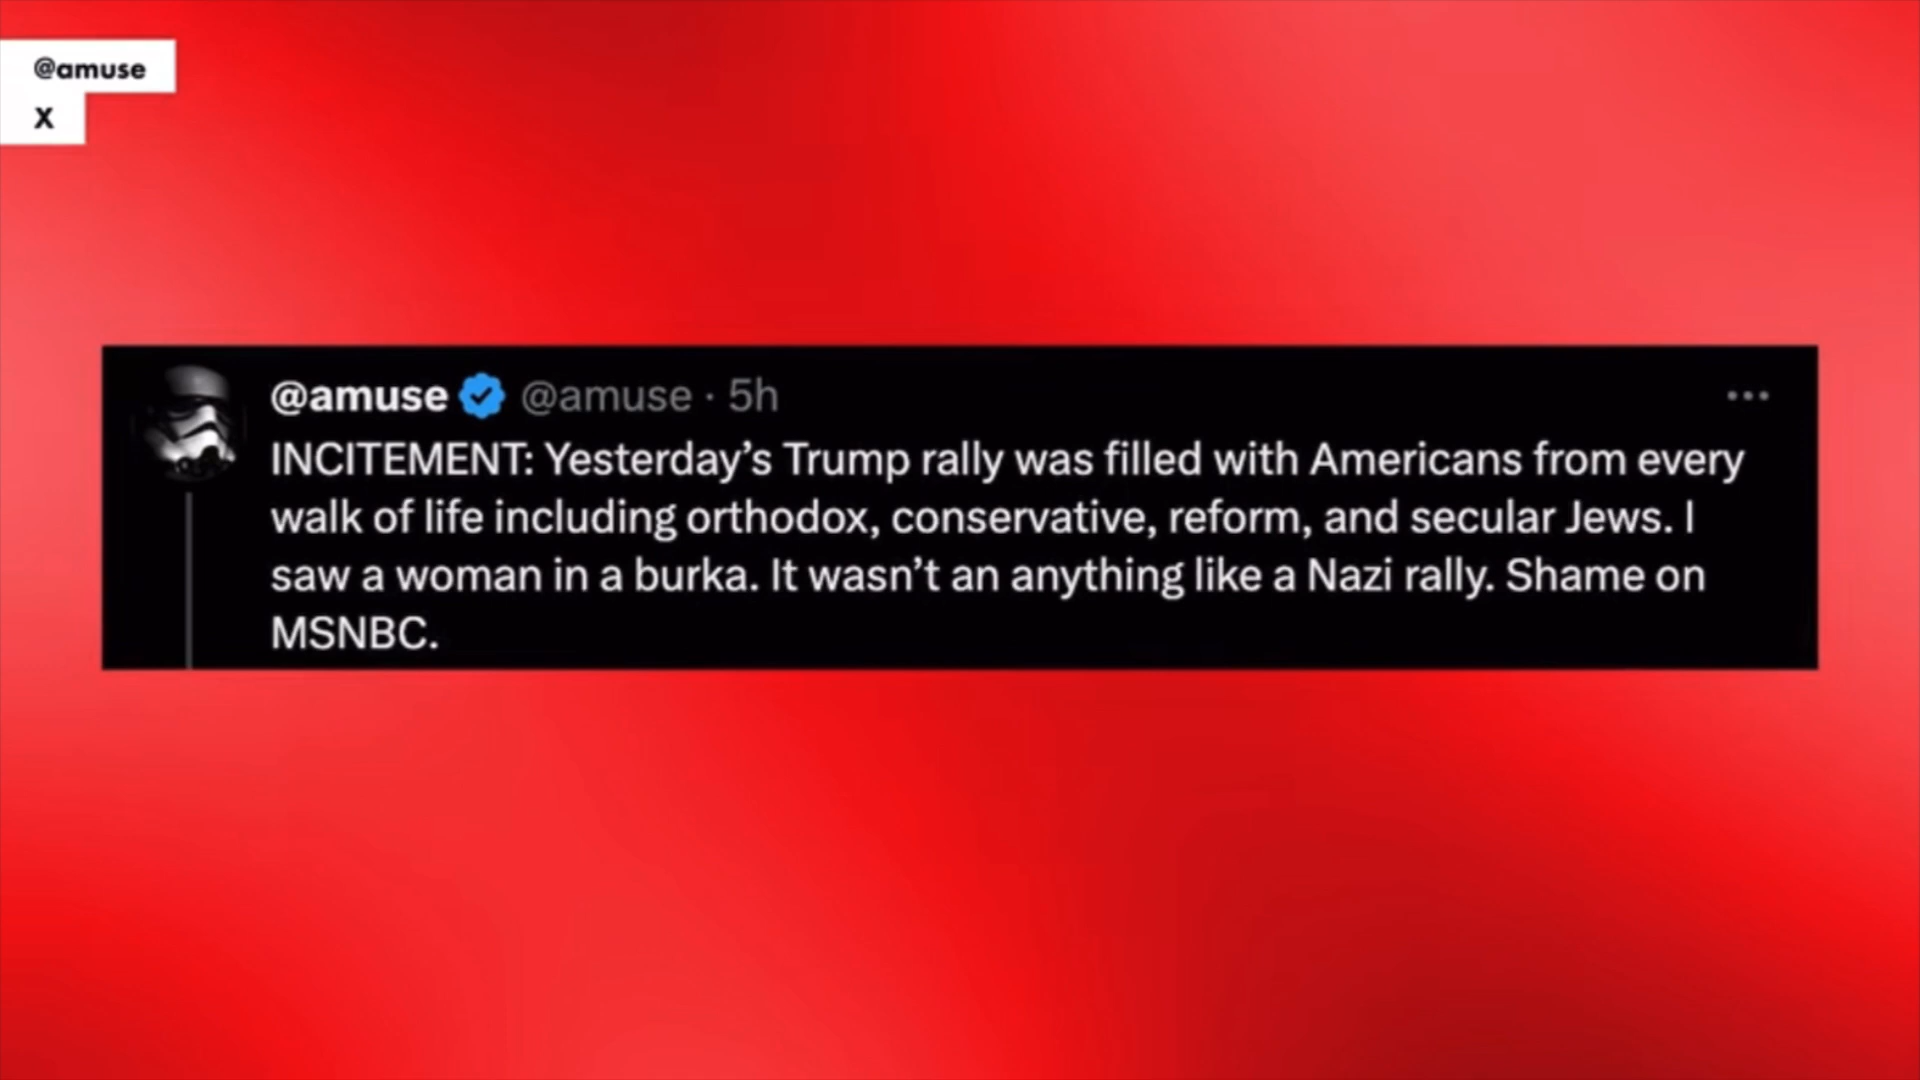 @amuse
X
@amuse @amuse · 5h
INCITEMENT: Yesterday’s Trump rally was filled with Americans from every
walk of life including orthodox, conservative, reform, and secular Jews. I
saw a woman in a burka. It wasn’t an anything like a Nazi rally. Shame on
MSNBC.